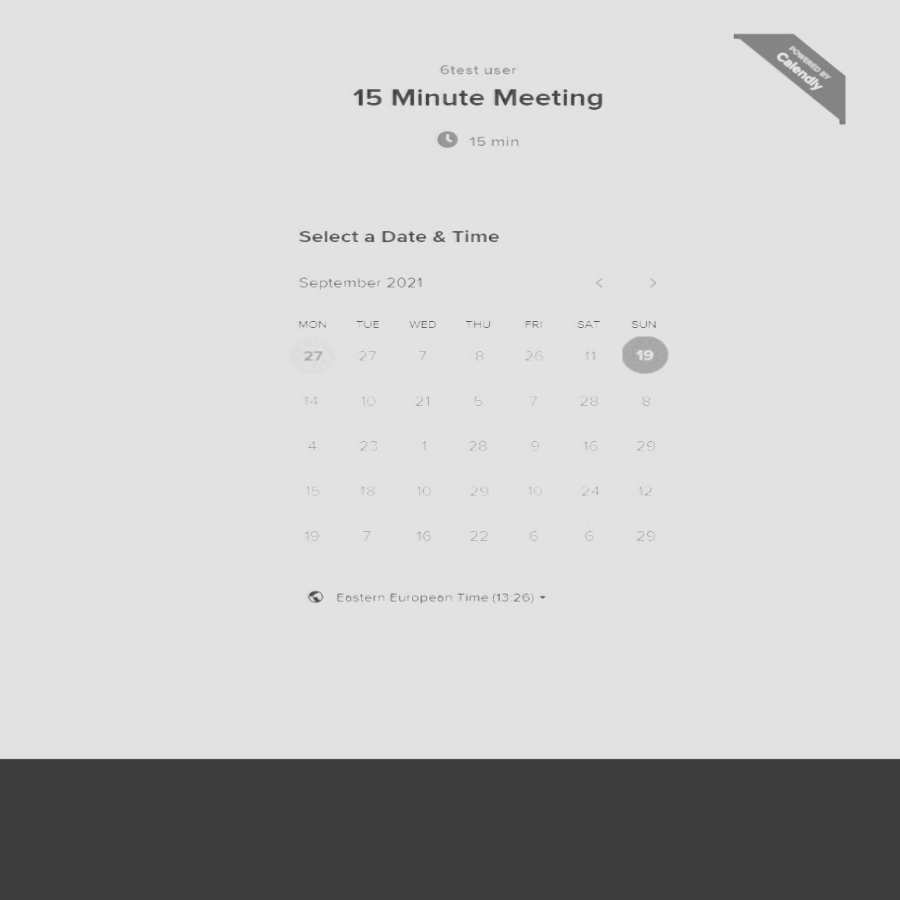 POWERED BY
Calendly
6test user
15 Minute Meeting
15 min
Select a Date & Time
September 2021
< >
MON TUE WED THU FRI SAT SUN
27 27 7 8 26 11 19
14 10 21 5 7 28 8
4 23 1 28 9 16 29
15 18 10 29 10 24 12
19 7 16 22 6 6 29
Eastern European Time (13:26)